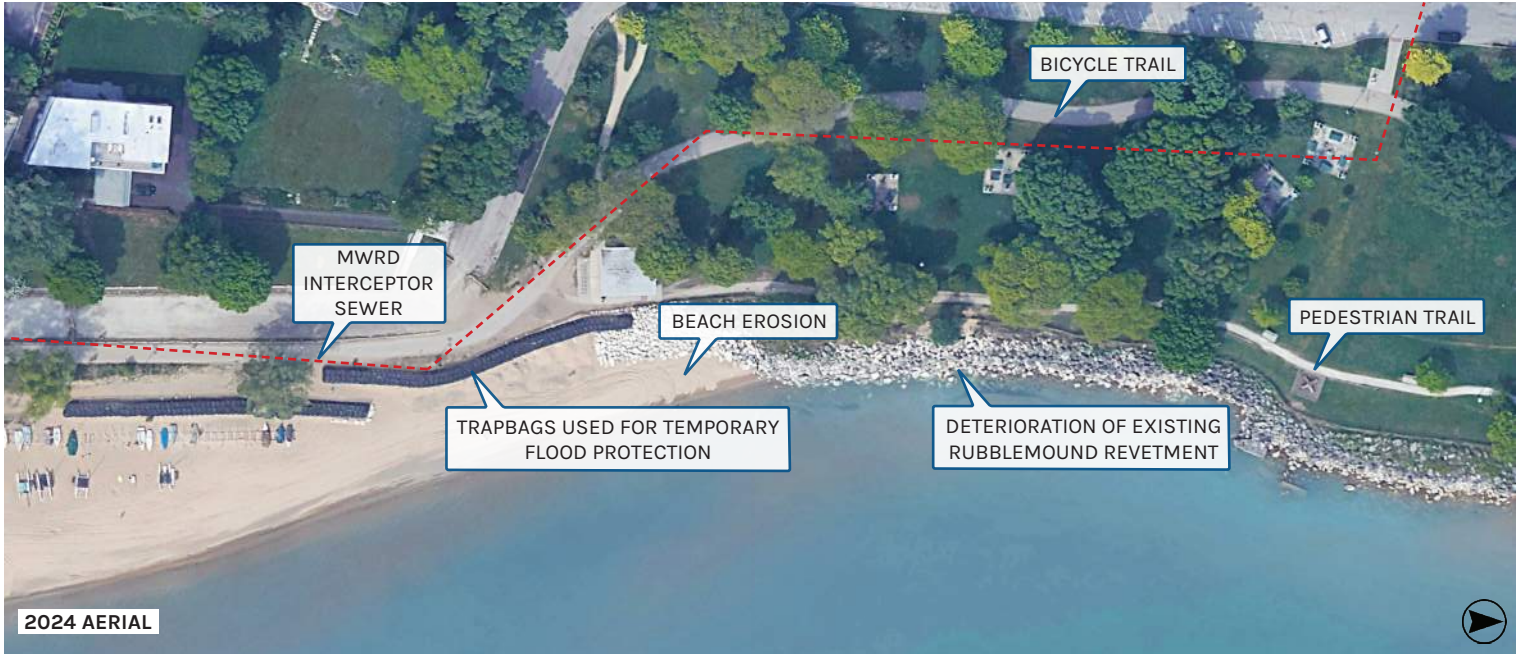 BICYCLE TRAIL
MWRD
INTERCEPTOR
SEWER
BEACH EROSION
PEDESTRIAN TRAIL
TRAPBAGS USED FOR TEMPORARY
FLOOD PROTECTION
DETERIORATION OF EXISTING
RUBBLEMOUND REVETMENT
2024 AERIAL